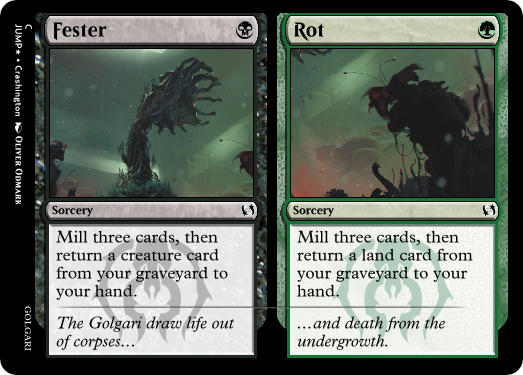 Fester
Sorcery
Mill three cards, then
return a creature card
from your graveyard to
your hand.
The Golgari draw life out
of corpses…
Rot
Sorcery
Mill three cards, then
return a land card from
your graveyard to your
hand.
…and death from the
undergrowth.
C
JUMP★ • Crashington OLIVER ODMARK
GOLGARI